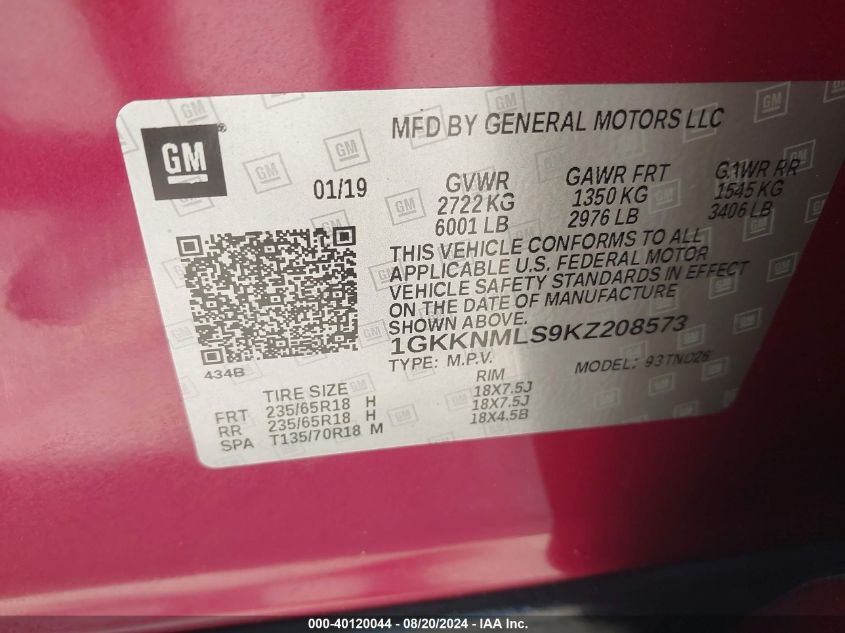 GM
MFD BY GENERAL MOTORS LLC
01/19
GVWR
2722 KG
6001 LB
GAWR FRT
1350 KG
2976 LB
GAWR RR
1545 KG
3406 LB
THIS VEHICLE CONFORMS TO ALL
APPLICABLE U.S. FEDERAL MOTOR
VEHICLE SAFETY STANDARDS IN EFFECT
ON THE DATE OF MANUFACTURE
SHOWN ABOVE.
1GKKNMLS9KZ208573
TYPE: M.P.V. MODEL: 93TNC26
434B
TIRE SIZE RIM
FRT 235/65R18 H 18X7.5J
RR 235/65R18 H 18X7.5J
SPA T135/70R18 M 18X4.5B
000-40120044 - 08/20/2024 - IAAI Inc.